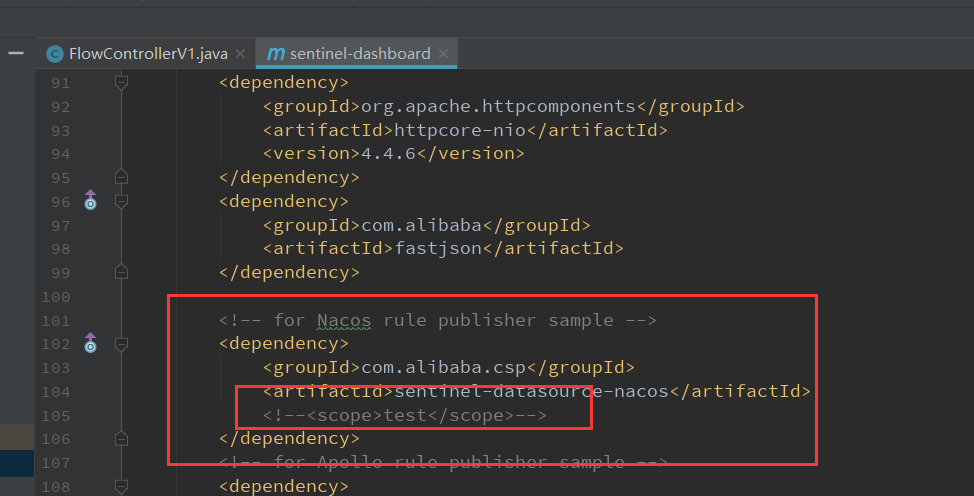 FlowControllerV1.java × m sentinel-dashboard ×
91 <dependency>
92 <groupId>org.apache.httpcomponents</groupId>
93 <artifactId>httpcore-nio</artifactId>
94 <version>4.4.6</version>
95 </dependency>
96 <dependency>
97 <groupId>com.alibaba</groupId>
98 <artifactId>fastjson</artifactId>
99 </dependency>
100
101 <!-- for Nacos rule publisher sample -->
102 <dependency>
103 <groupId>com.alibaba.csp</groupId>
104 <artifactId>sentinel-datasource-nacos</artifactId>
105 <!--<scope>test</scope>-->
106 </dependency>
107 <!-- for Apollo rule publisher sample -->
108 <dependency>